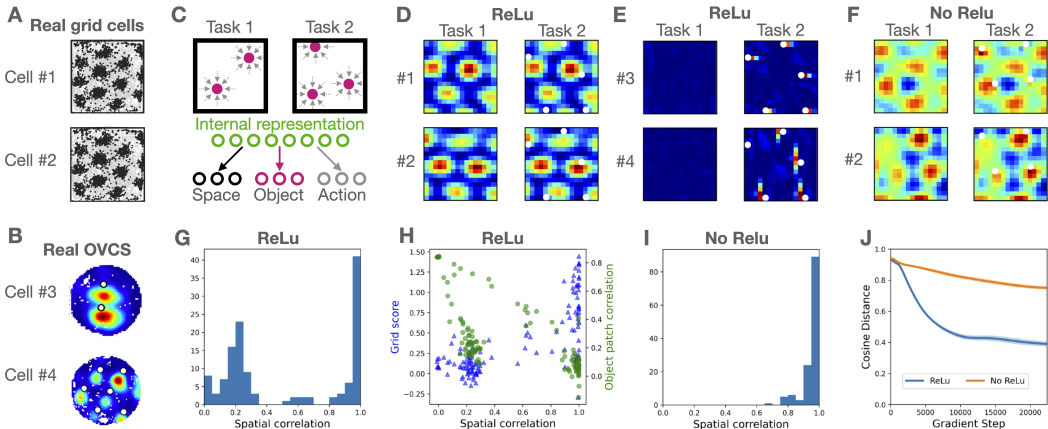 A
Real grid cells
Cell #1
Cell #2
B
Real OVCS
Cell #3
Cell #4
C
Task 1
Task 2
Internal representation
Space
Object
Action
D
ReLu
Task 1
Task 2
#1
#2
E
ReLu
Task 1
Task 2
#3
#4
F
No Relu
Task 1
Task 2
#1
#2
G
ReLu
40
35
30
25
20
15
10
5
0
0.0 0.2 0.4 0.6 0.8 1.0
Spatial correlation
H
ReLu
Grid score
1.50
1.25
1.00
0.75
0.50
0.25
0.00
−0.25
0.0 0.2 0.4 0.6 0.8 1.0
Spatial correlation
0.8
0.6
0.4
0.2
0.0
Object patch correlation
I
No Relu
80
60
40
20
0
0.0 0.2 0.4 0.6 0.8 1.0
Spatial correlation
J
Cosine Distance
1.0
0.8
0.6
0.4
0.2
0.0
ReLu
No ReLu
0 5000 10000 15000 20000
Gradient Step